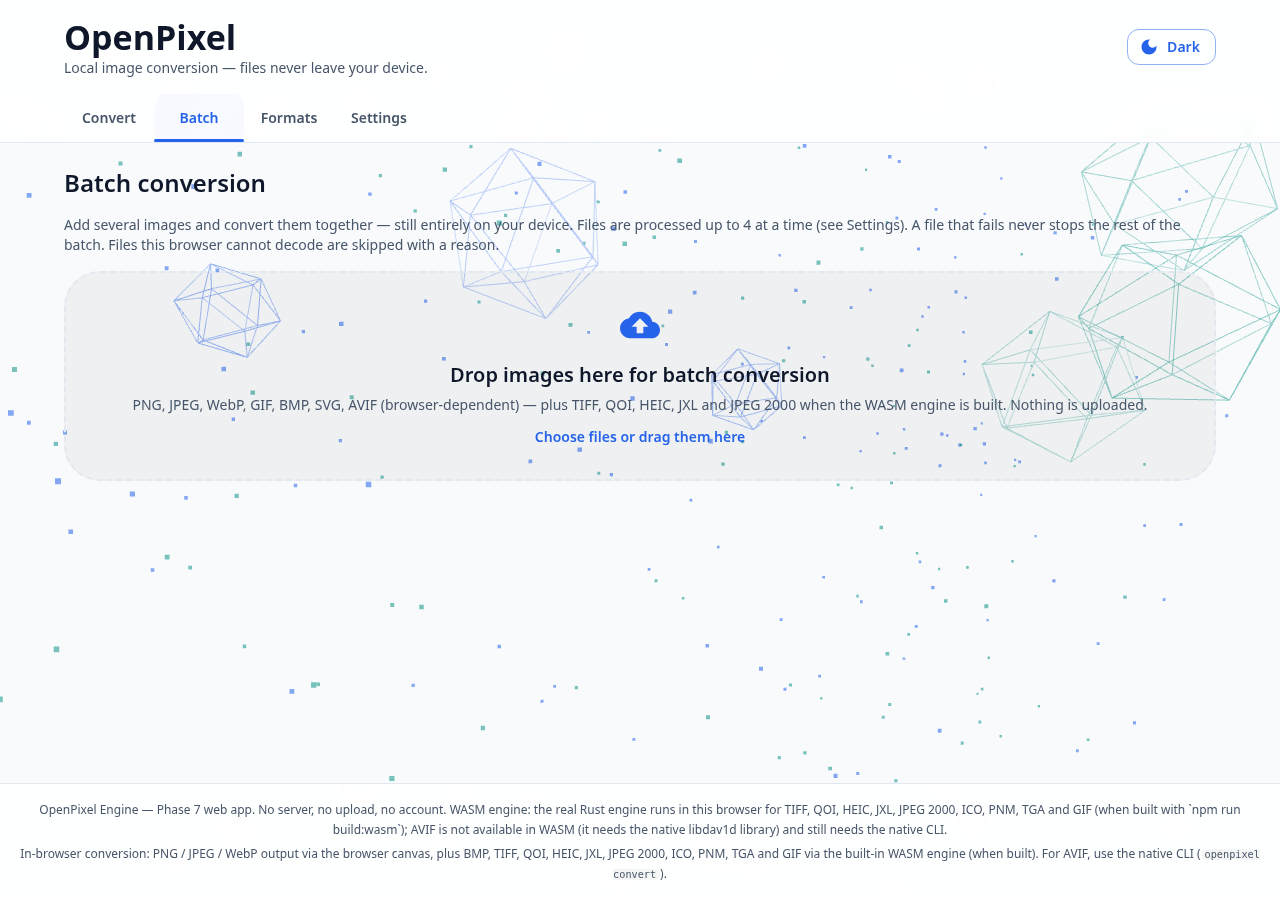 OpenPixel
Local image conversion — files never leave your device.
Dark
Convert
Batch
Formats
Settings
Batch conversion
Add several images and convert them together — still entirely on your device. Files are processed up to 4 at a time (see Settings). A file that fails never stops the rest of the
batch. Files this browser cannot decode are skipped with a reason.
Drop images here for batch conversion
PNG, JPEG, WebP, GIF, BMP, SVG, AVIF (browser-dependent) — plus TIFF, QOI, HEIC, JXL and JPEG 2000 when the WASM engine is built. Nothing is uploaded.
Choose files or drag them here
OpenPixel Engine — Phase 7 web app. No server, no upload, no account. WASM engine: the real Rust engine runs in this browser for TIFF, QOI, HEIC, JXL, JPEG 2000, ICO, PNM, TGA and GIF (when built with `npm run
build:wasm`); AVIF is not available in WASM (it needs the native libdav1d library) and still needs the native CLI.
In-browser conversion: PNG / JPEG / WebP output via the browser canvas, plus BMP, TIFF, QOI, HEIC, JXL, JPEG 2000, ICO, PNM, TGA and GIF via the built-in WASM engine (when built). For AVIF, use the native CLI ( openpixel
convert ).